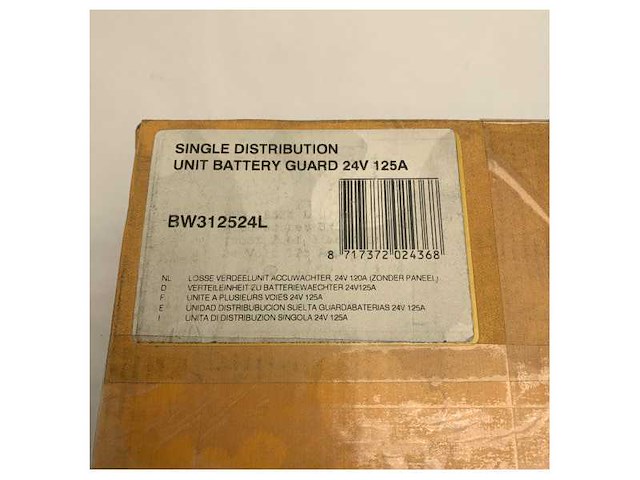 SINGLE DISTRIBUTION
UNIT BATTERY GUARD 24V 125A
BW312524L
8 717372 024368
NL LOSSE VERDEELUNIT ACCUWACHTER, 24V 120A (ZONDER PANEEL)
D VERTEILEINHEIT ZU BATTERIEWAECHTER 24V125A
F UNITE A PLUSIEURS VOIES 24V 125A
E UNIDAD DISTRIBUBUCION SUELTA GUARDABATERIAS 24V 125A
I UNITA DI DISTRIBUZION SINGOLA 24V 125A